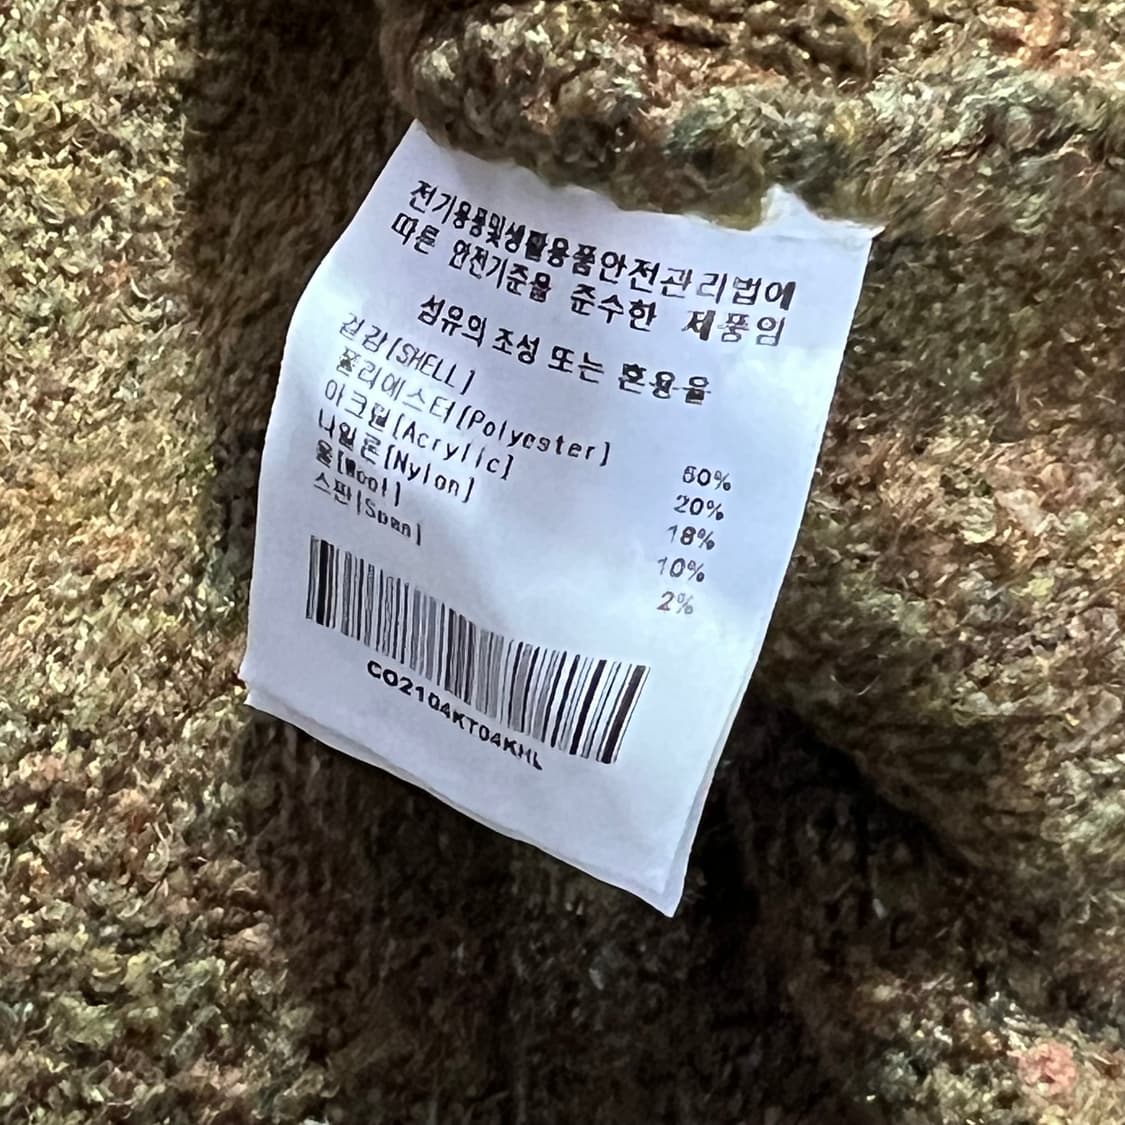 전기용품및생활용품안전관리법에
따른 안전기준을 준수한 제품임
섬유의 조성 또는 혼용율
겉감[SHELL]
폴리에스터[Polyester] 50%
아크릴[Acrylic] 20%
나일론[Nylon] 18%
울[Wool] 10%
스판[Span] 2%
CO2104KT04KHL